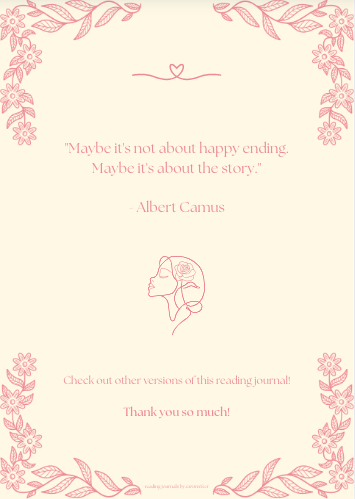 "Maybe it's not about happy ending.
Maybe it's about the story."
- Albert Camus
Check out other versions of this reading journal!
Thank you so much!